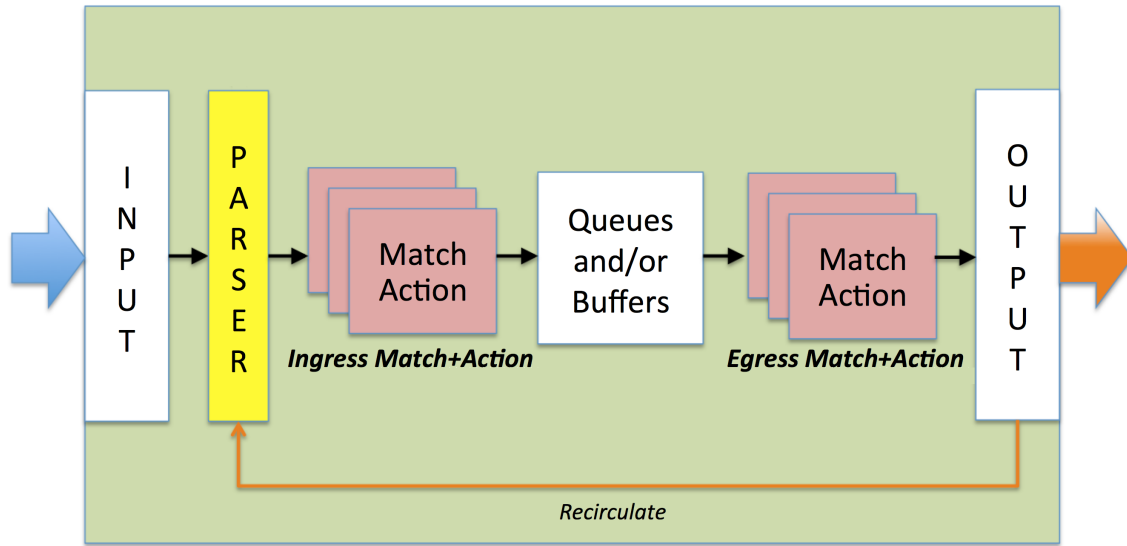 INPUT
PARSER
Match
Action
Ingress Match+Action
Queues
and/or
Buffers
Match
Action
Egress Match+Action
OUTPUT
Recirculate